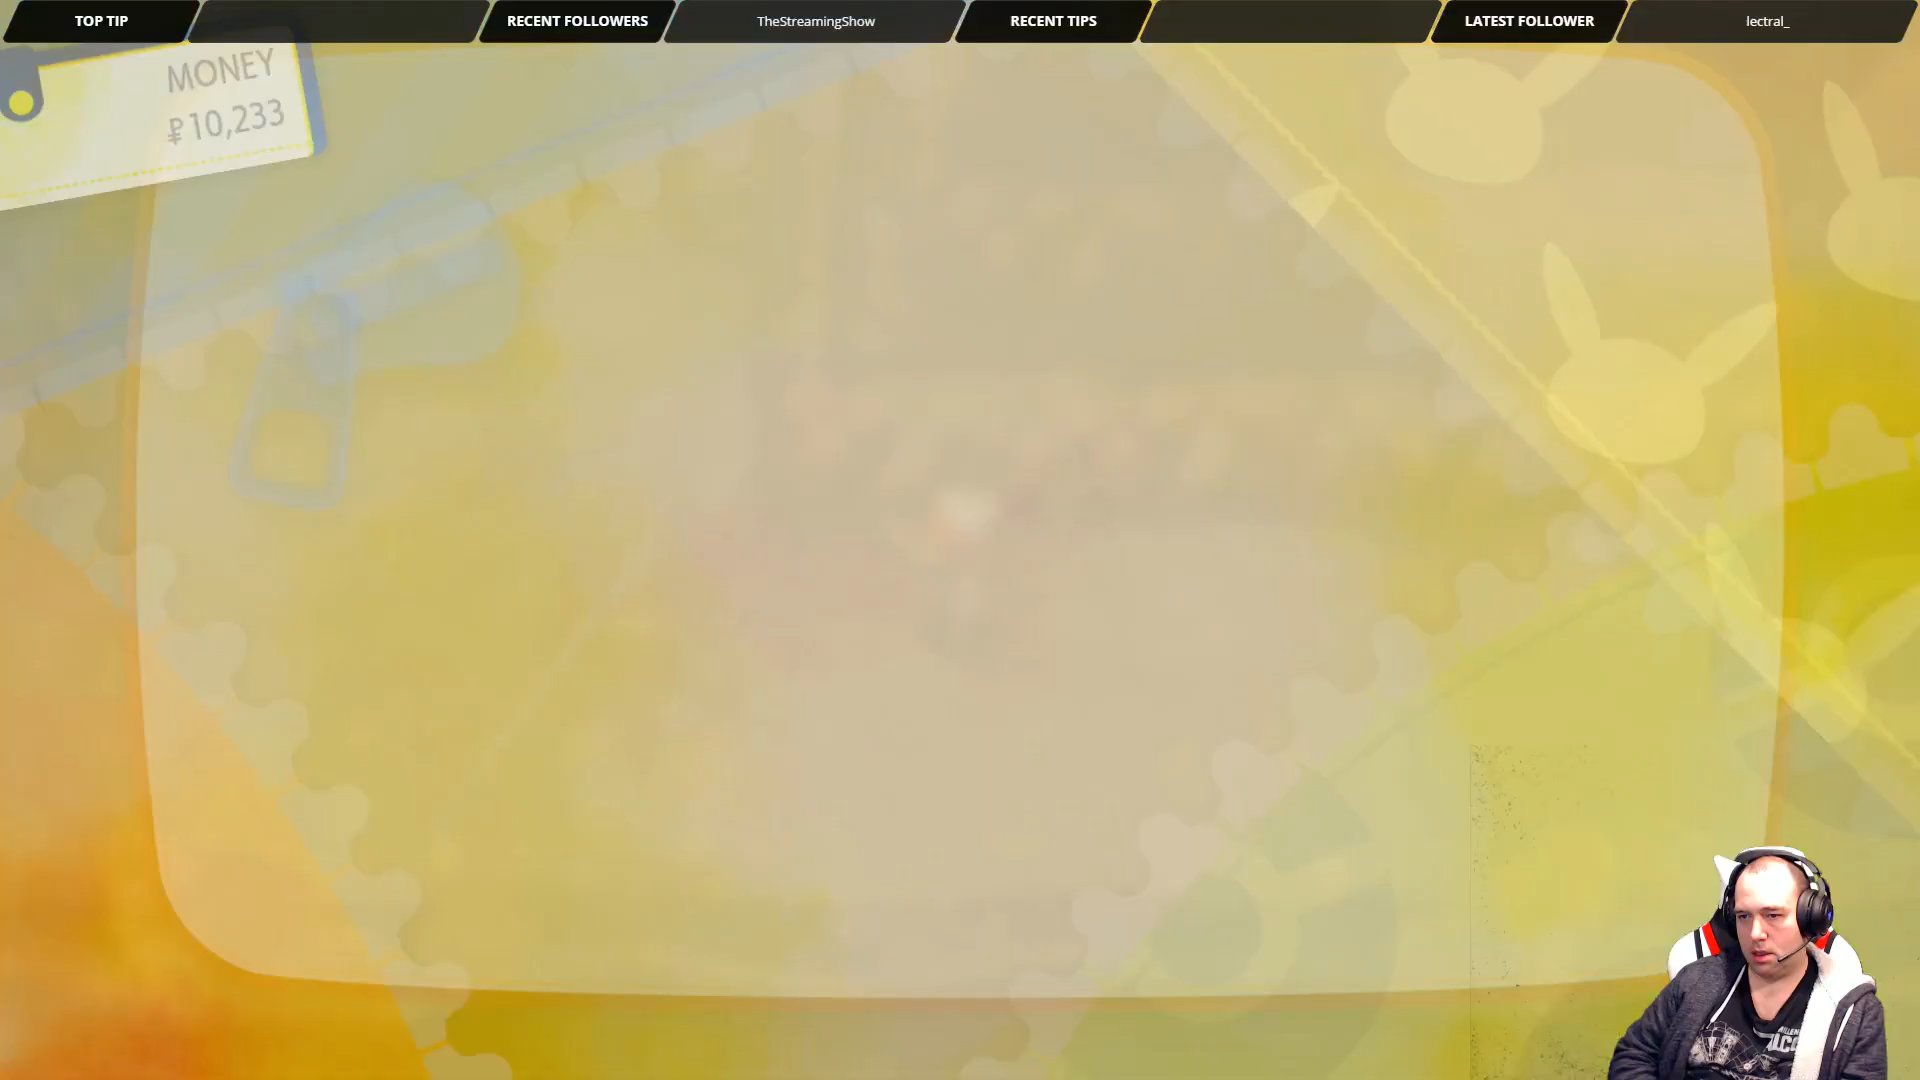 TOP TIP
RECENT FOLLOWERS
TheStreamingShow
RECENT TIPS
LATEST FOLLOWER
lectral_
MONEY
₽10,233